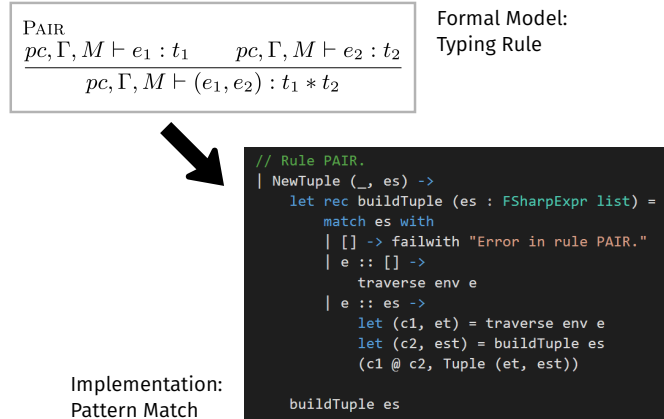 PAIR
pc, Γ, M ⊢ e₁ : t₁    pc, Γ, M ⊢ e₂ : t₂
pc, Γ, M ⊢ (e₁, e₂) : t₁ ∗ t₂
Formal Model:
Typing Rule
// Rule PAIR.
| NewTuple (_, es) ->
    let rec buildTuple (es : FSharpExpr list) =
        match es with
        | [] -> failwith "Error in rule PAIR."
        | e :: [] ->
            traverse env e
        | e :: es ->
            let (c1, et) = traverse env e
            let (c2, est) = buildTuple es
            (c1 @ c2, Tuple (et, est))
    buildTuple es
Implementation:
Pattern Match